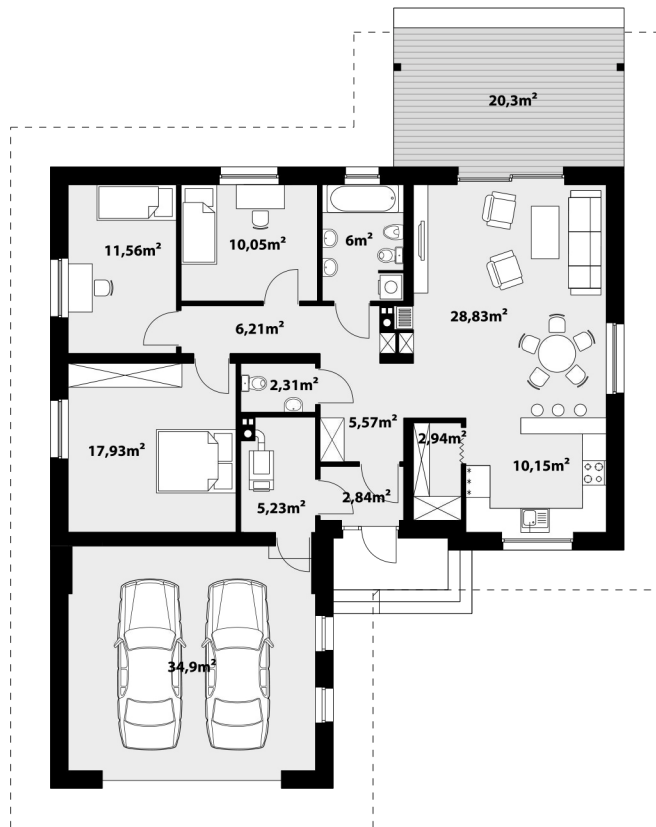 20,3m²
11,56m²
10,05m²
6m²
6,21m²
28,83m²
2,31m²
5,57m²
2,94m²
17,93m²
10,15m²
5,23m²
2,84m²
34,9m²